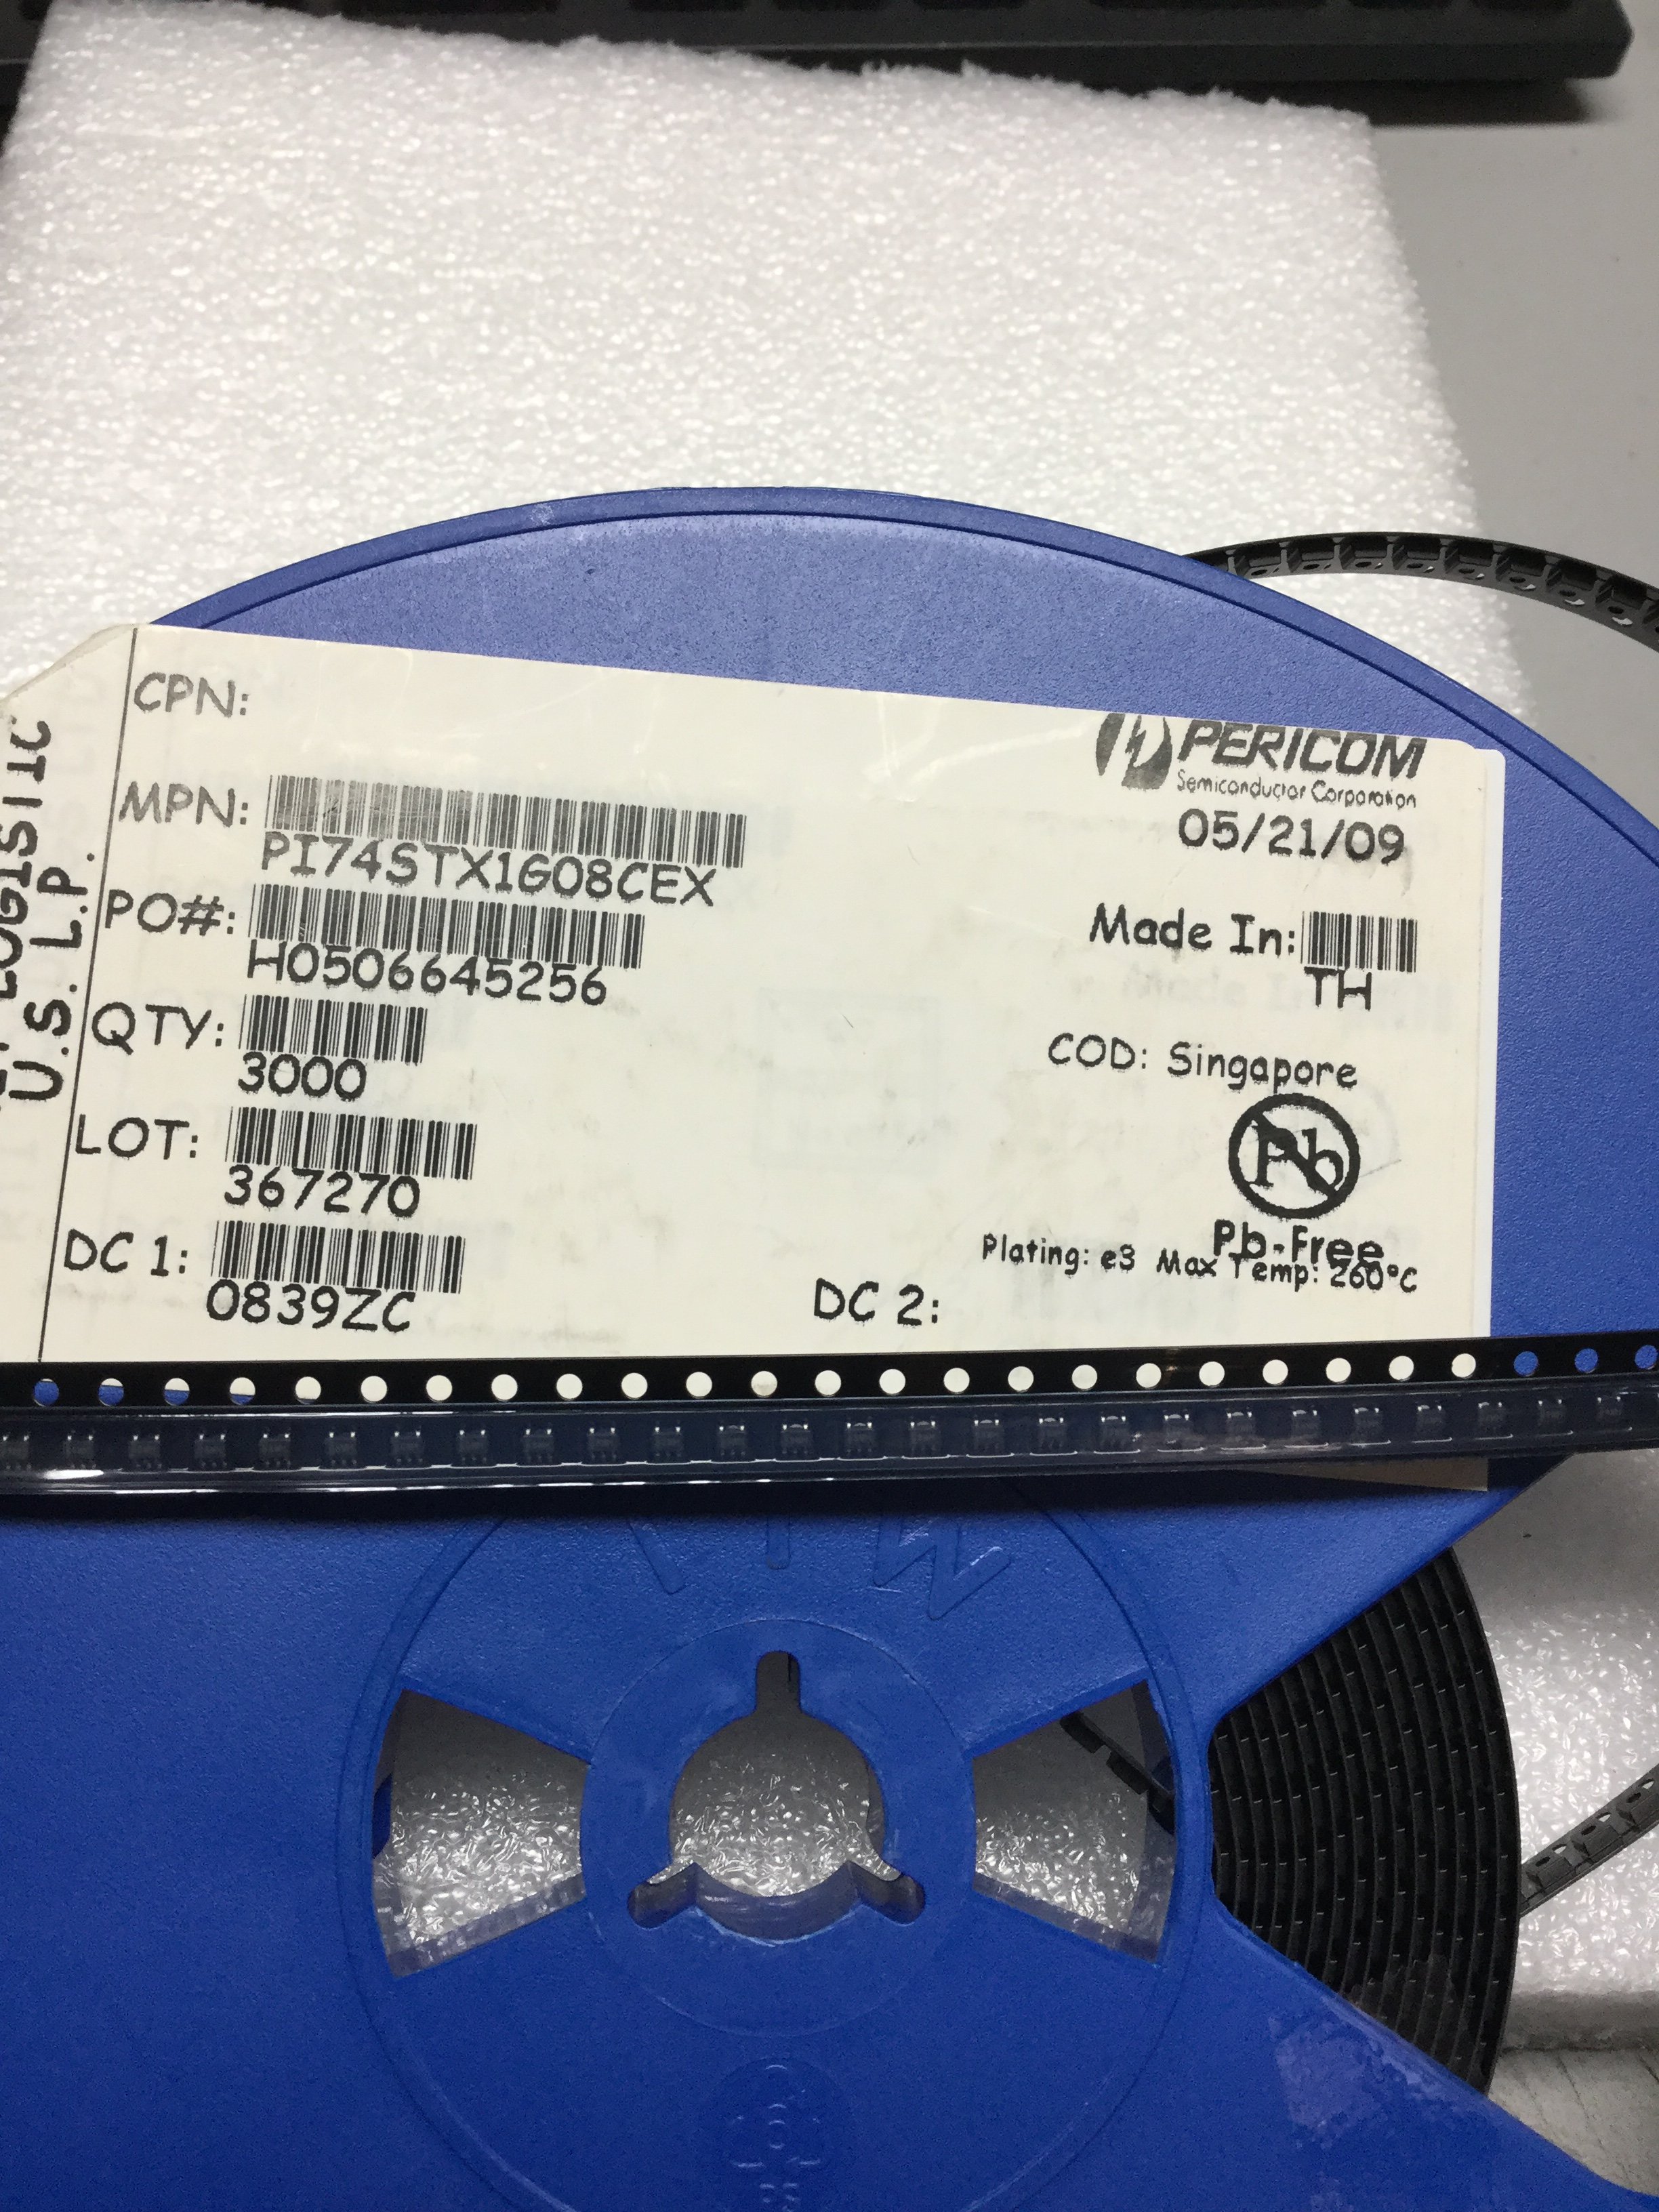 CPN:
PERICOM
Semiconductor Corporation
05/21/09
MPN:
PI74STX1G08CEX
PO#:
H0506645256
Made In:
TH
QTY:
3000
COD: Singapore
LOT:
367270
Pb
Pb-Free
Plating: e3 Max Temp: 260°C
DC 1:
0839ZC
DC 2:
U.S.L.P.